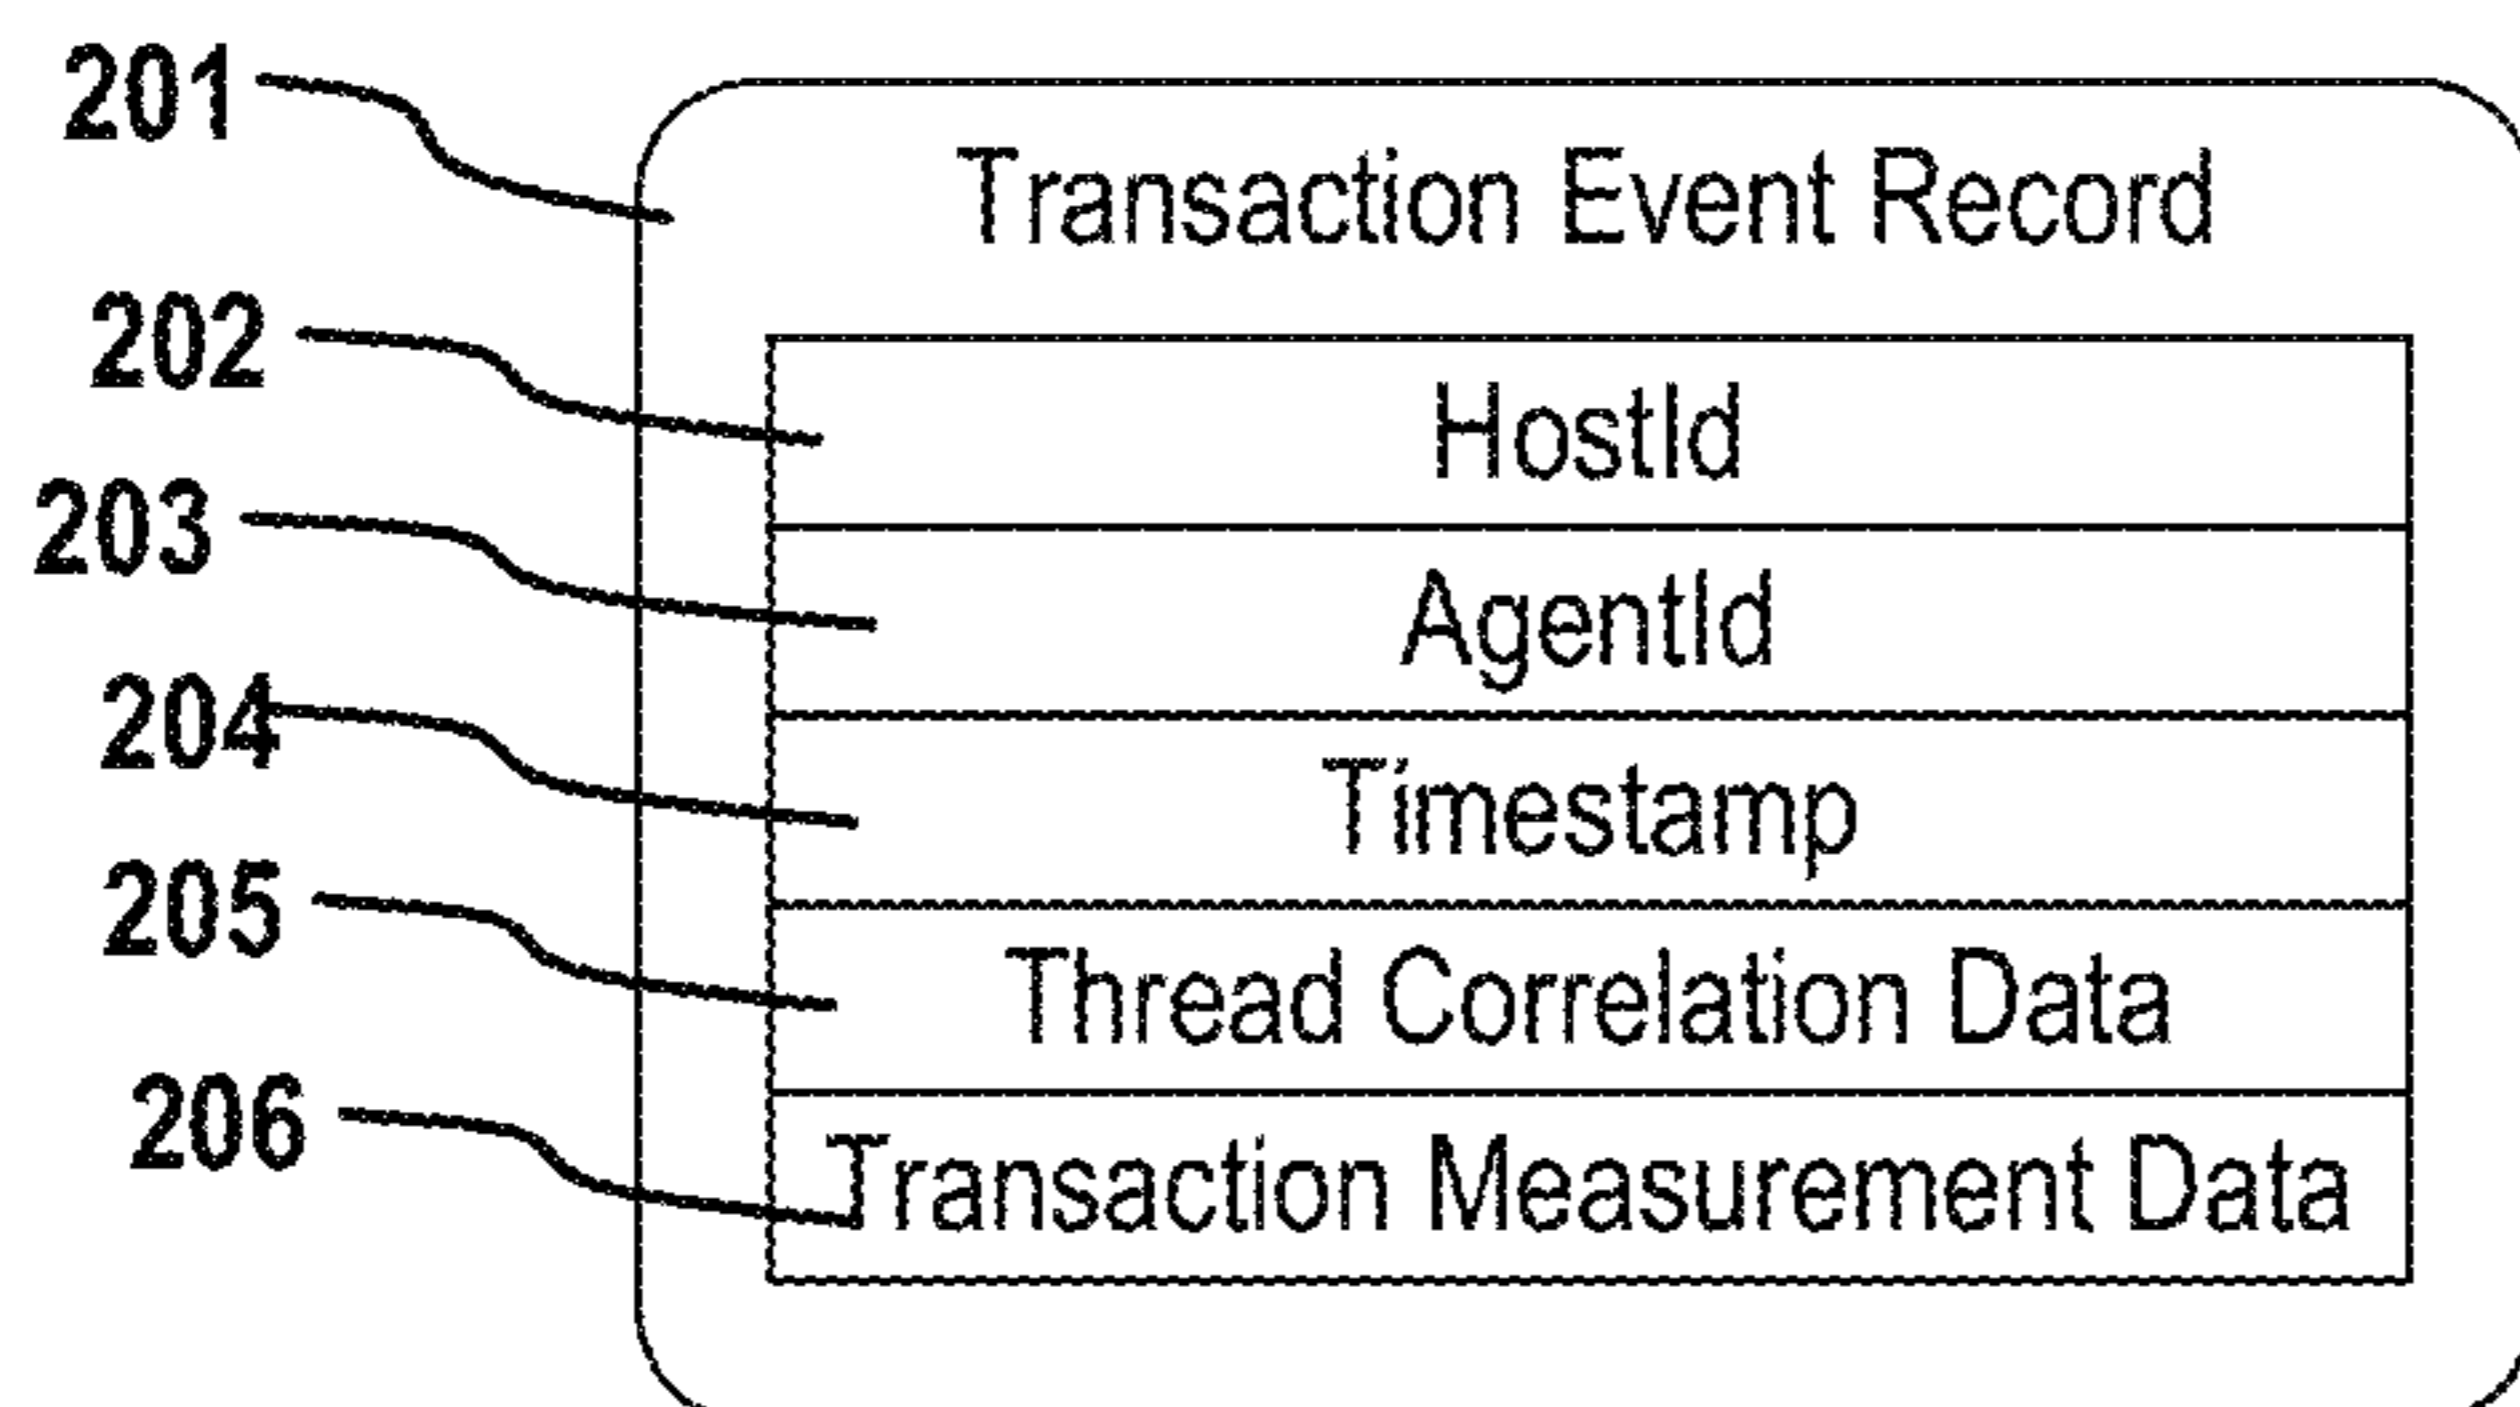 201
Transaction Event Record
202
HostId
203
AgentId
204
Timestamp
205
Thread Correlation Data
206
Transaction Measurement Data